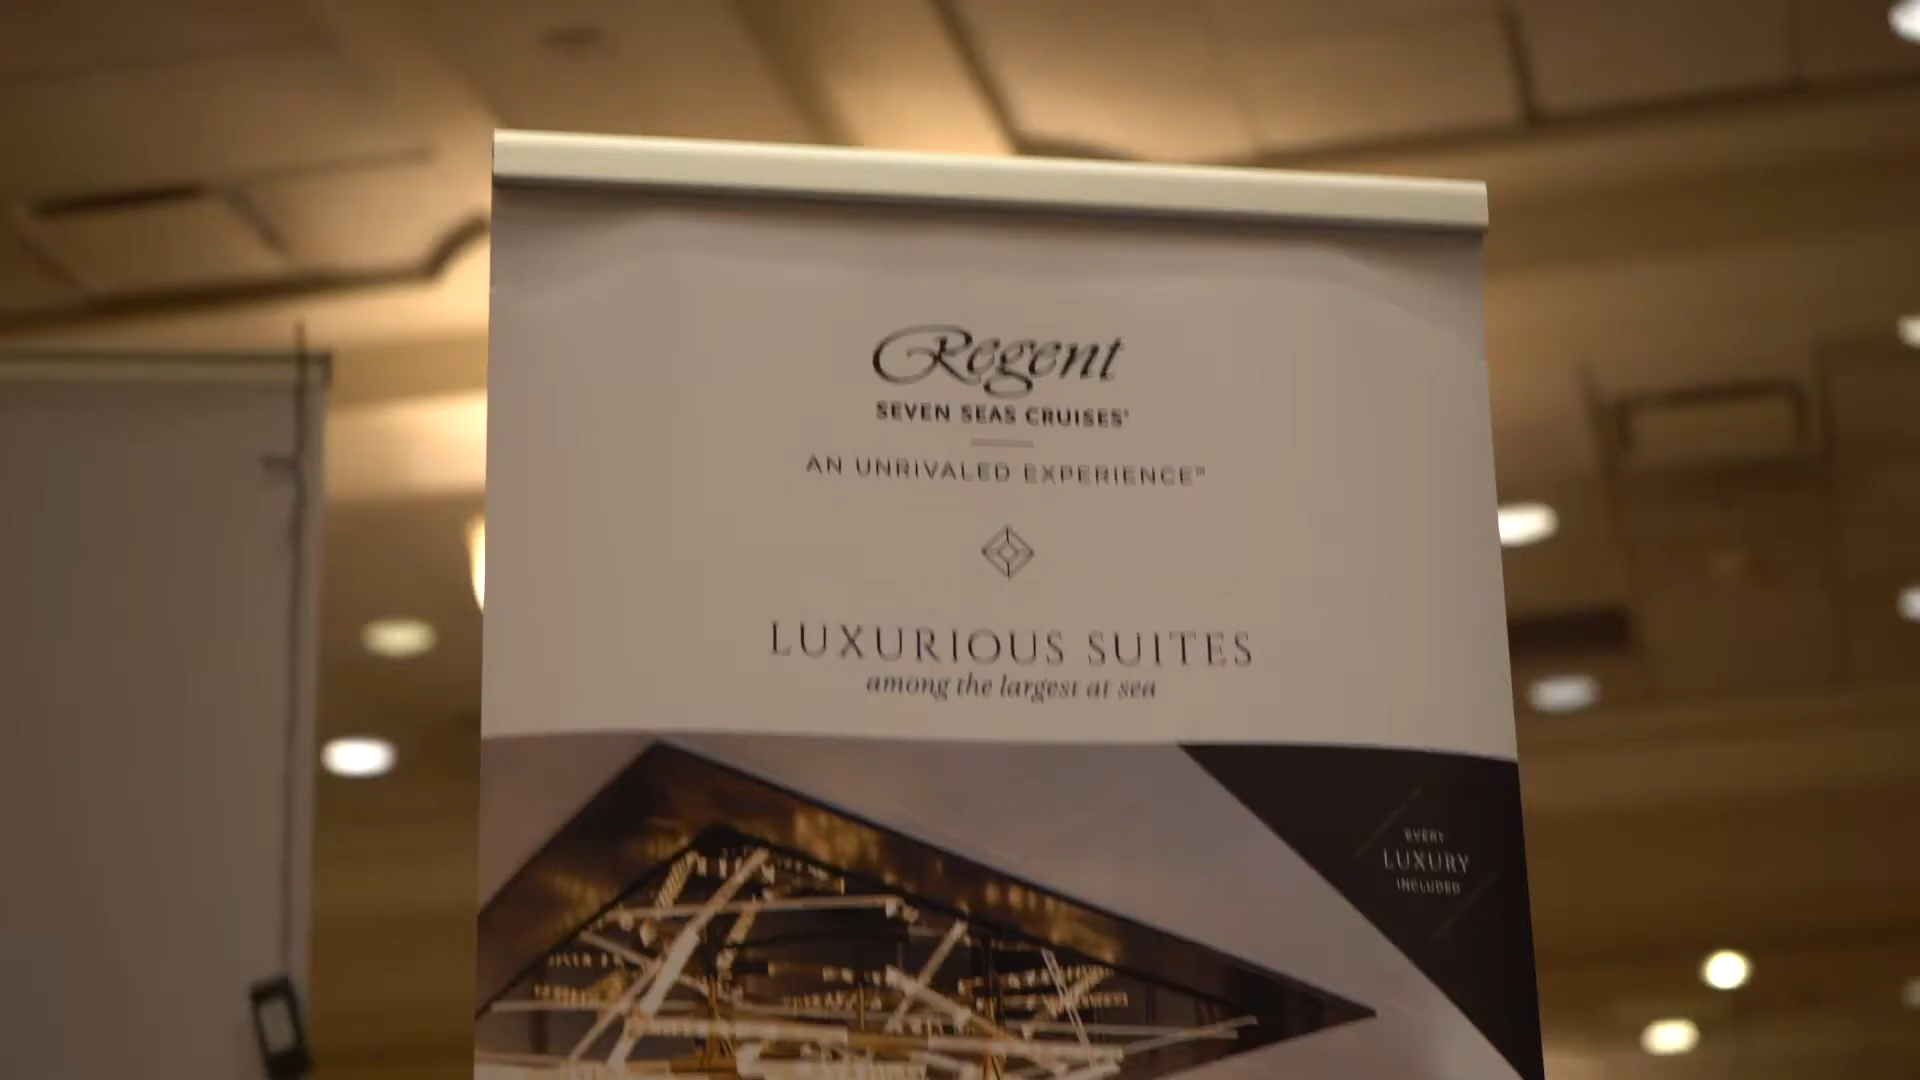 Regent
SEVEN SEAS CRUISES®
AN UNRIVALED EXPERIENCE™
LUXURIOUS SUITES
among the largest at sea
EVERY
LUXURY
INCLUDED